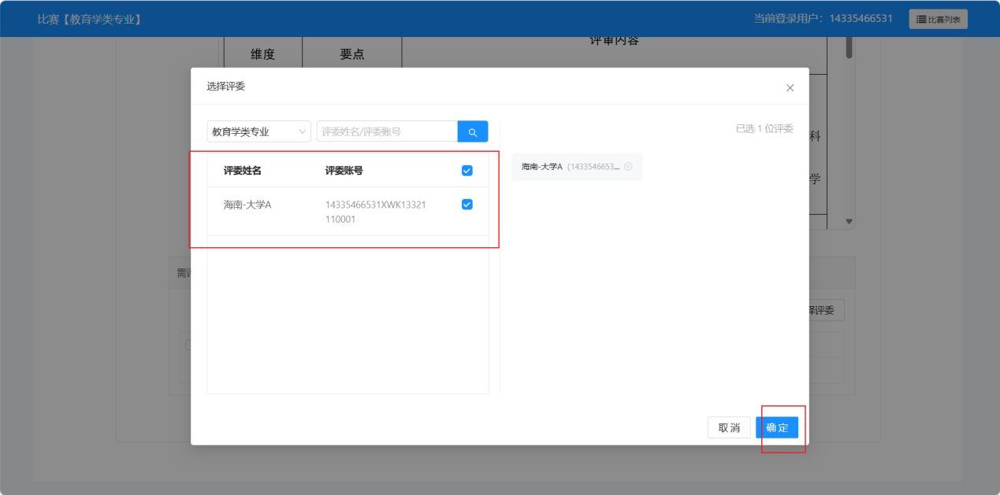 比赛【教育学类专业】
当前登录用户：14335466531
比赛列表
评审内容
维度
要点
选择评委
教育学类专业
评委姓名/评委账号
已选 1 位评委
科
评委姓名
评委账号
海南-大学A（1433546653...
学
海南-大学A
14335466531XWK13321
110001
需
评委
取 消
确 定